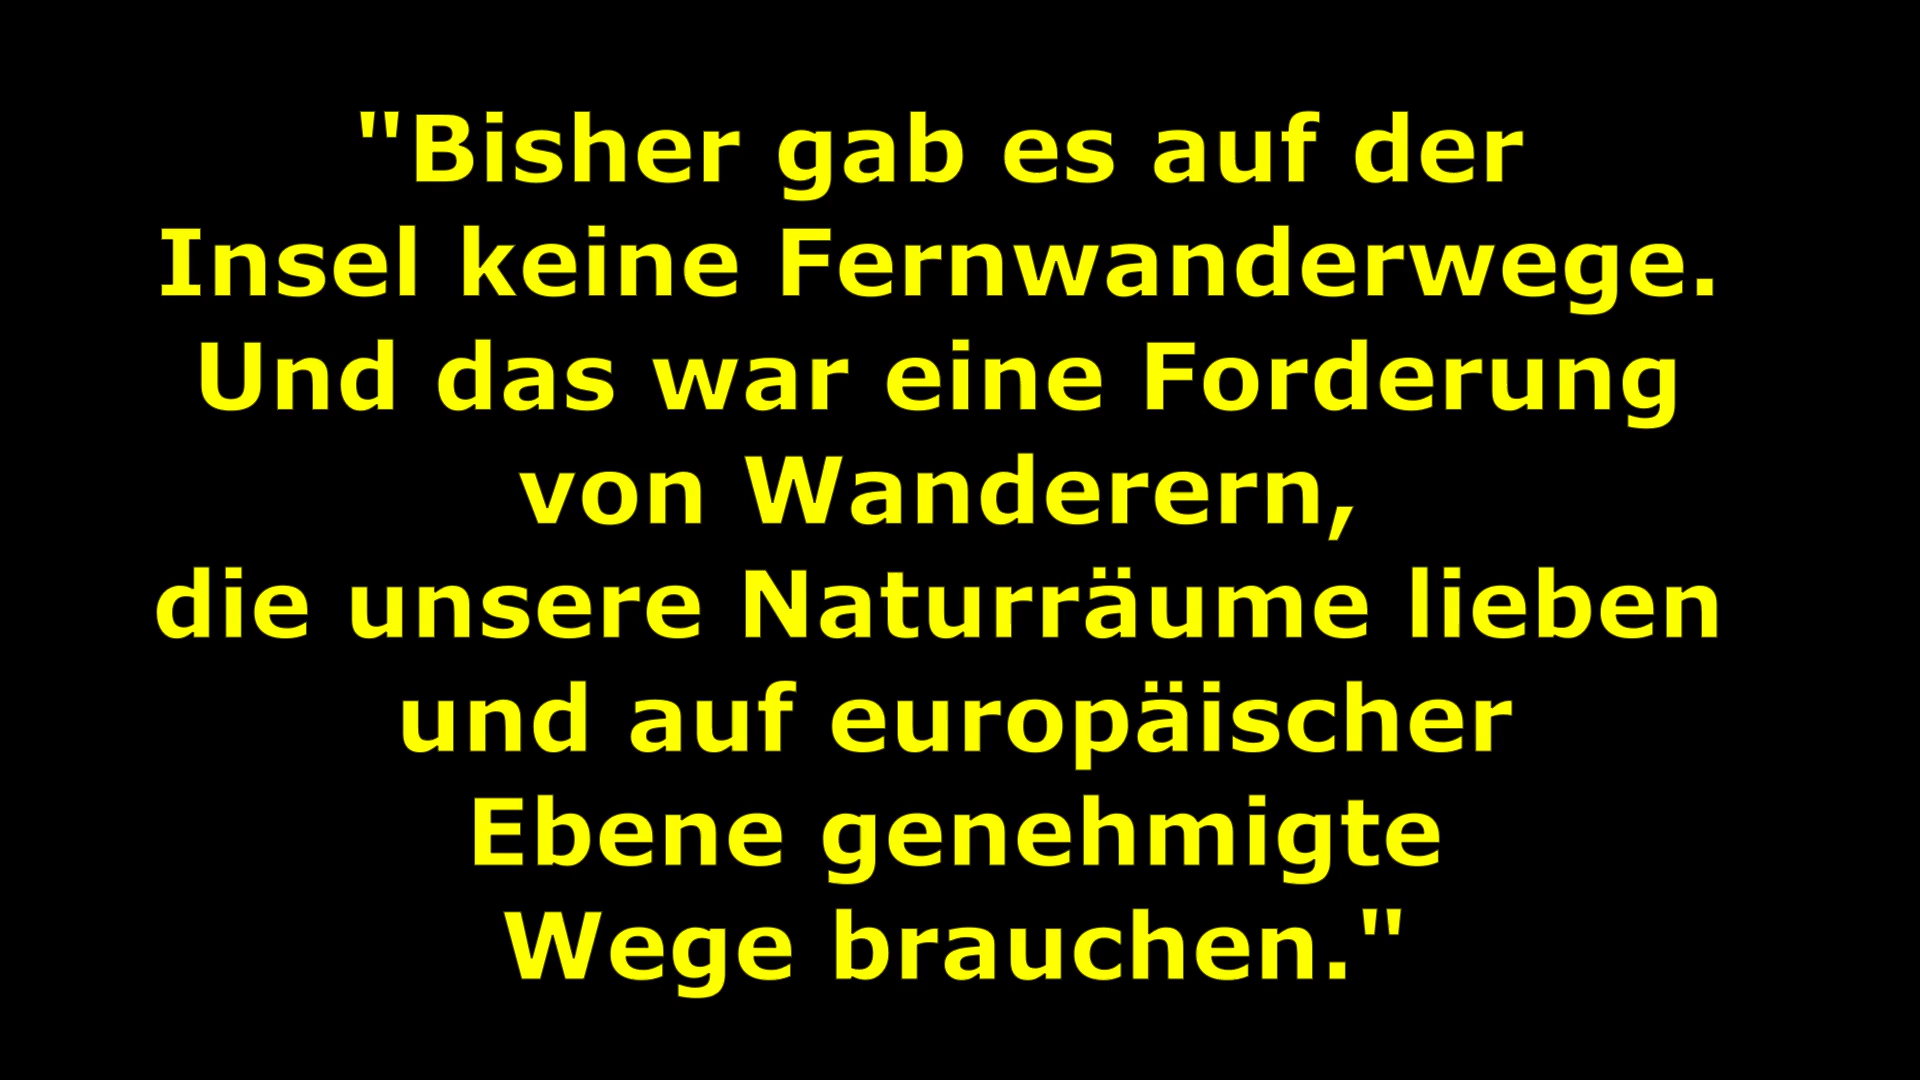 "Bisher gab es auf der
Insel keine Fernwanderwege.
Und das war eine Forderung
von Wanderern,
die unsere Naturräume lieben
und auf europäischer
Ebene genehmigte
Wege brauchen."